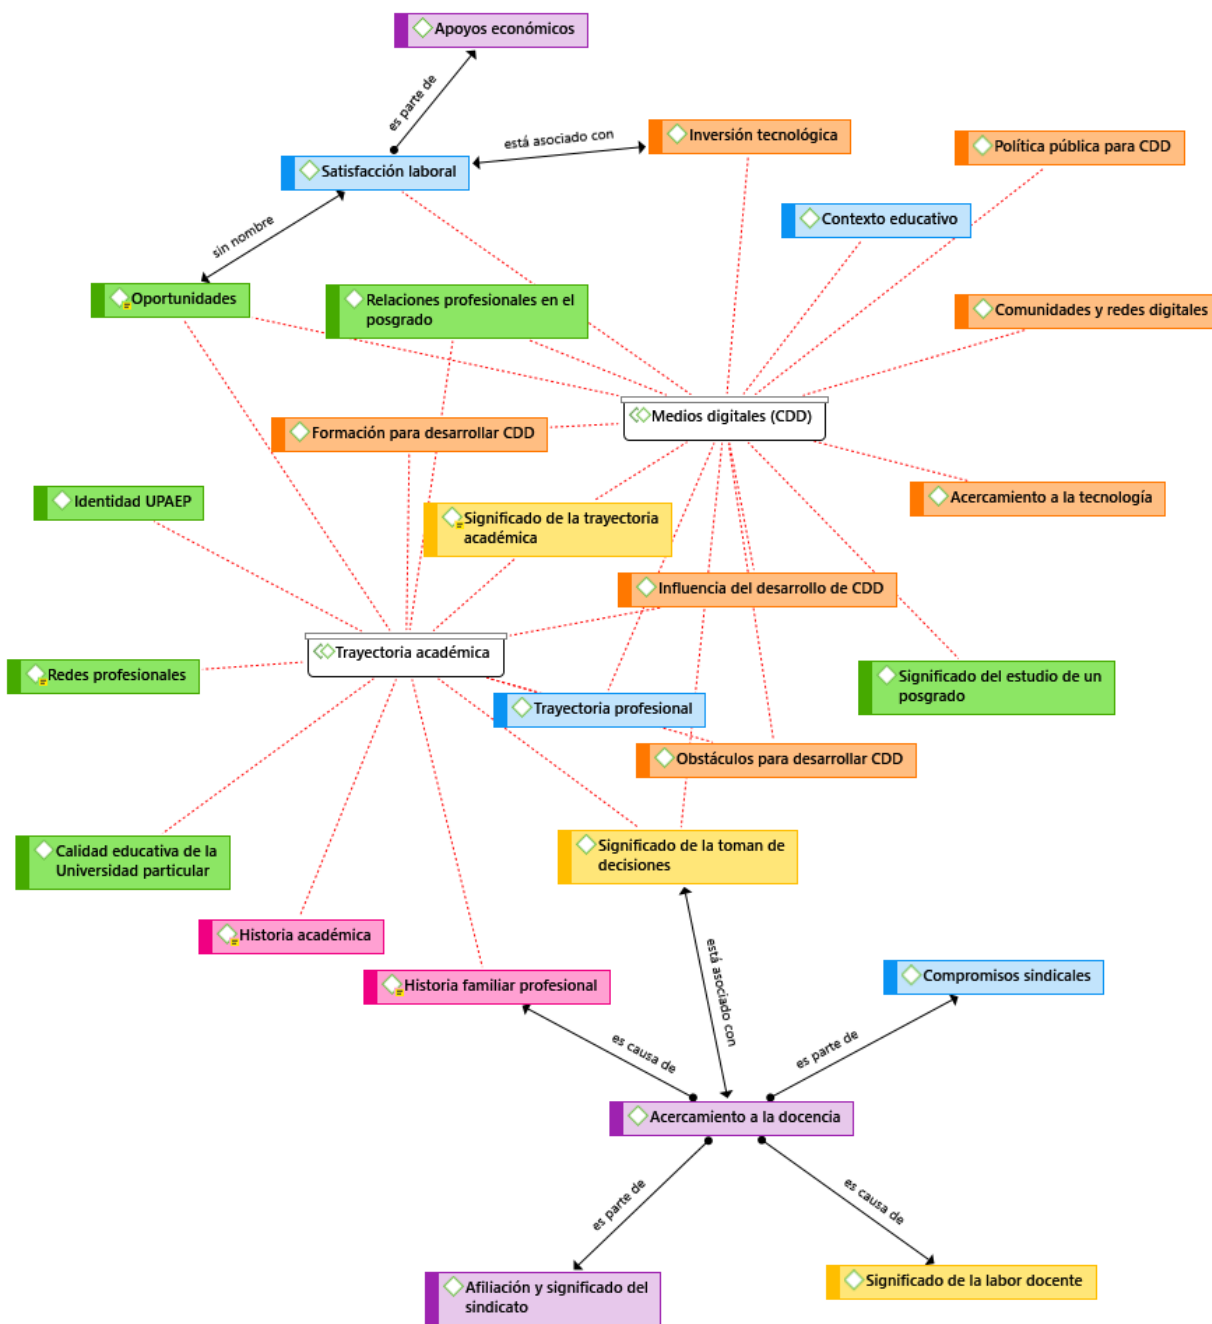 Apoyos económicos
es parte de
está asociado con
Inversión tecnológica
Política pública para CDD
Satisfacción laboral
Contexto educativo
sin nombre
Oportunidades
Relaciones profesionales en el
posgrado
Comunidades y redes digitales
Medios digitales (CDD)
Formación para desarrollar CDD
Identidad UPAEP
Acercamiento a la tecnología
Significado de la trayectoria
académica
Influencia del desarrollo de CDD
Trayectoria académica
Redes profesionales
Significado del estudio de un
posgrado
Trayectoria profesional
Obstáculos para desarrollar CDD
Calidad educativa de la
Universidad particular
Significado de la toman de
decisiones
Historia académica
está asociado con
Historia familiar profesional
Compromisos sindicales
es causa de
es parte de
Acercamiento a la docencia
es parte de
es causa de
Afiliación y significado del
sindicato
Significado de la labor docente